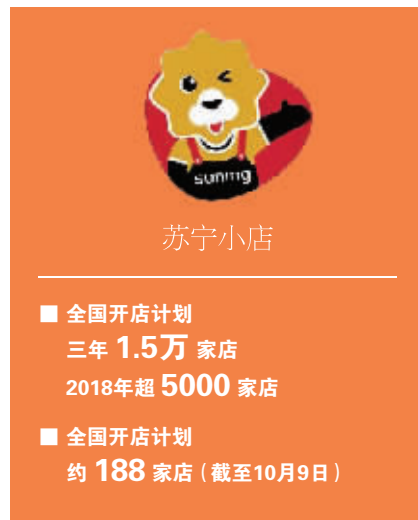 suning
苏宁小店
■ 全国开店计划
三年 1.5万 家店
2018年超 5000 家店
■ 全国开店计划
约 188 家店（截至10月9日）